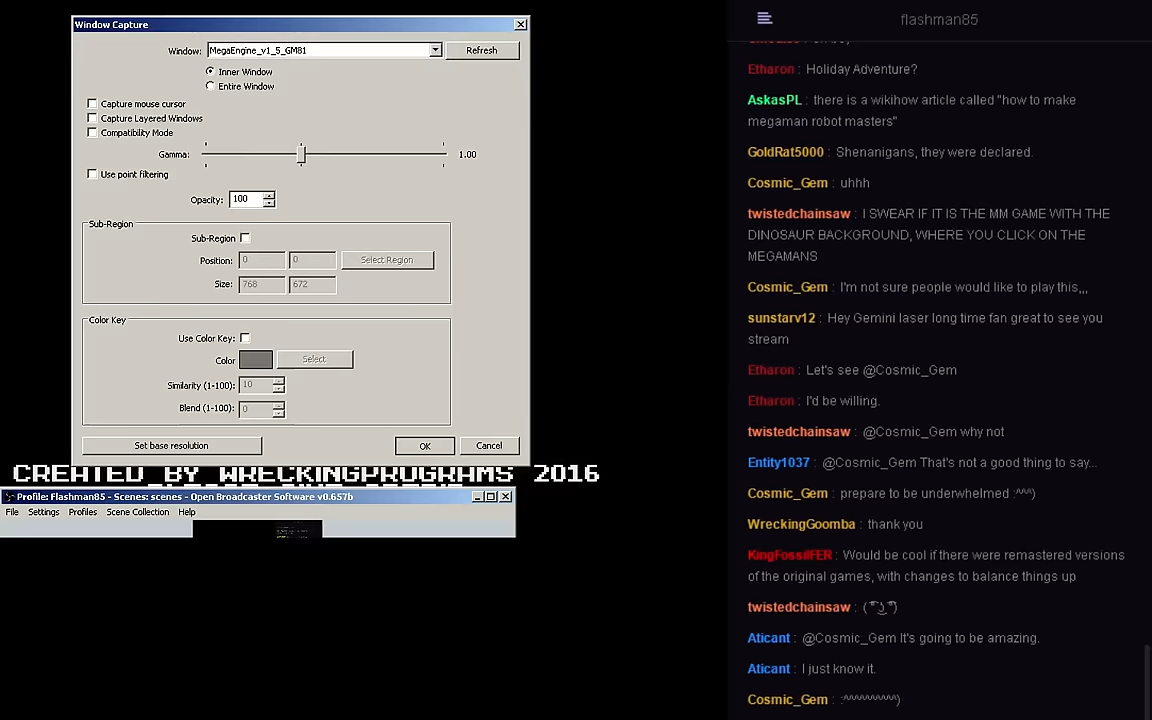 Window Capture
Window: MegaEngine_v1_5_GM81 Refresh
Inner Window
Entire Window
Capture mouse cursor
Capture Layered Windows
Compatibility Mode
Gamma: 1.00
Use point filtering
Opacity: 100
Sub-Region
Sub-Region
Position: 0 0 Select Region
Size: 768 672
Color Key
Use Color Key:
Color Select
Similarity (1-100): 10
Blend (1-100): 0
Set base resolution OK Cancel
CREATED BY WRECKINGPROGRAMS 2016
Profile: Flashman85 - Scenes: scenes - Open Broadcaster Software v0.657b
File Settings Profiles Scene Collection Help
flashman85
Etharon : Holiday Adventure?
AskasPL : there is a wikihow article called "how to make
megaman robot masters"
GoldRat5000 : Shenanigans, they were declared.
Cosmic_Gem : uhhh
twistedchainsaw : I SWEAR IF IT IS THE MM GAME WITH THE
DINOSAUR BACKGROUND, WHERE YOU CLICK ON THE
MEGAMANS
Cosmic_Gem : I'm not sure people would like to play this,,,
sunstarv12 : Hey Gemini laser long time fan great to see you
stream
Etharon : Let's see @Cosmic_Gem
Etharon : I'd be willing.
twistedchainsaw : @Cosmic_Gem why not
Entity1037 : @Cosmic_Gem That's not a good thing to say...
Cosmic_Gem : prepare to be underwhelmed :^^^)
WreckingGoomba : thank you
KingFossilFER : Would be cool if there were remastered versions
of the original games, with changes to balance things up
twistedchainsaw : ( ͡° ͜ʖ ͡°)
Aticant : @Cosmic_Gem It's going to be amazing.
Aticant : I just know it.
Cosmic_Gem : :^^^^^^^^^^)